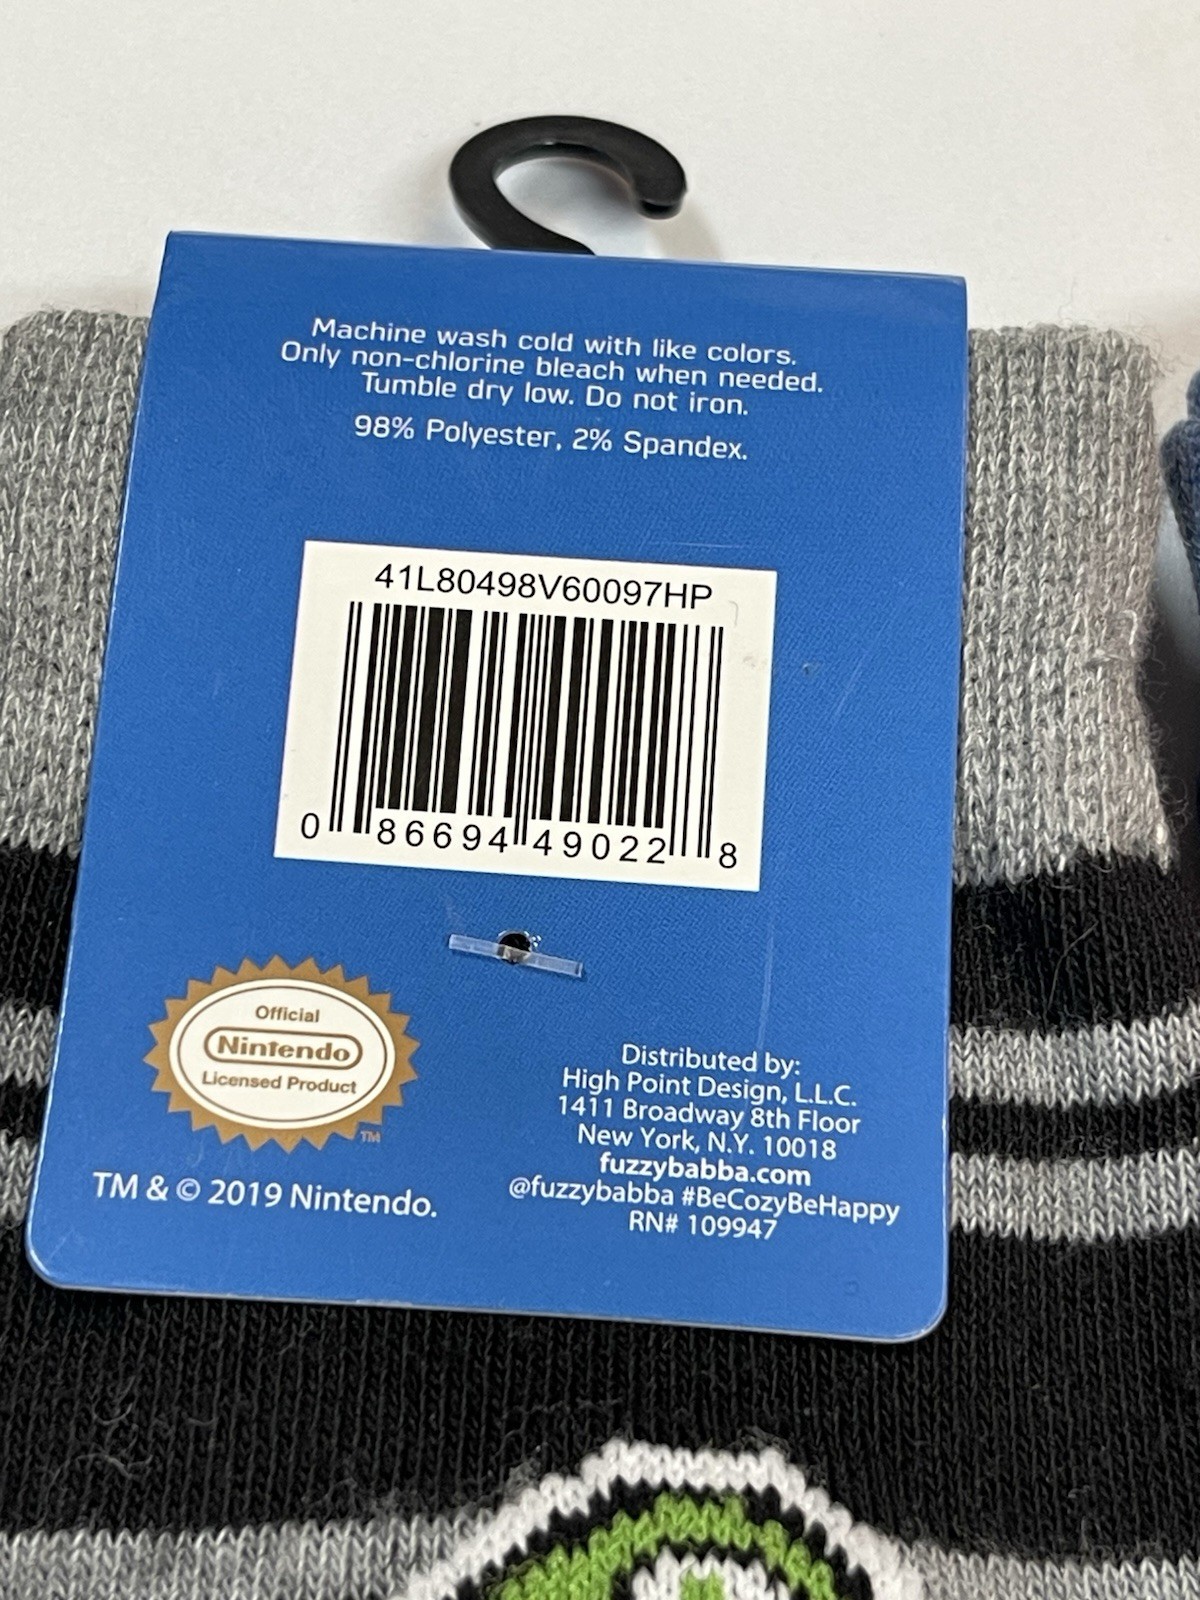 Machine wash cold with like colors.
Only non-chlorine bleach when needed.
Tumble dry low. Do not iron.
98% Polyester, 2% Spandex.
41L80498V60097HP
0 86694 49022 8
Official
Nintendo
Licensed Product
TM
TM & © 2019 Nintendo.
Distributed by:
High Point Design, L.L.C.
1411 Broadway 8th Floor
New York, N.Y. 10018
fuzzybabba.com
@fuzzybabba #BeCozyBeHappy
RN# 109947